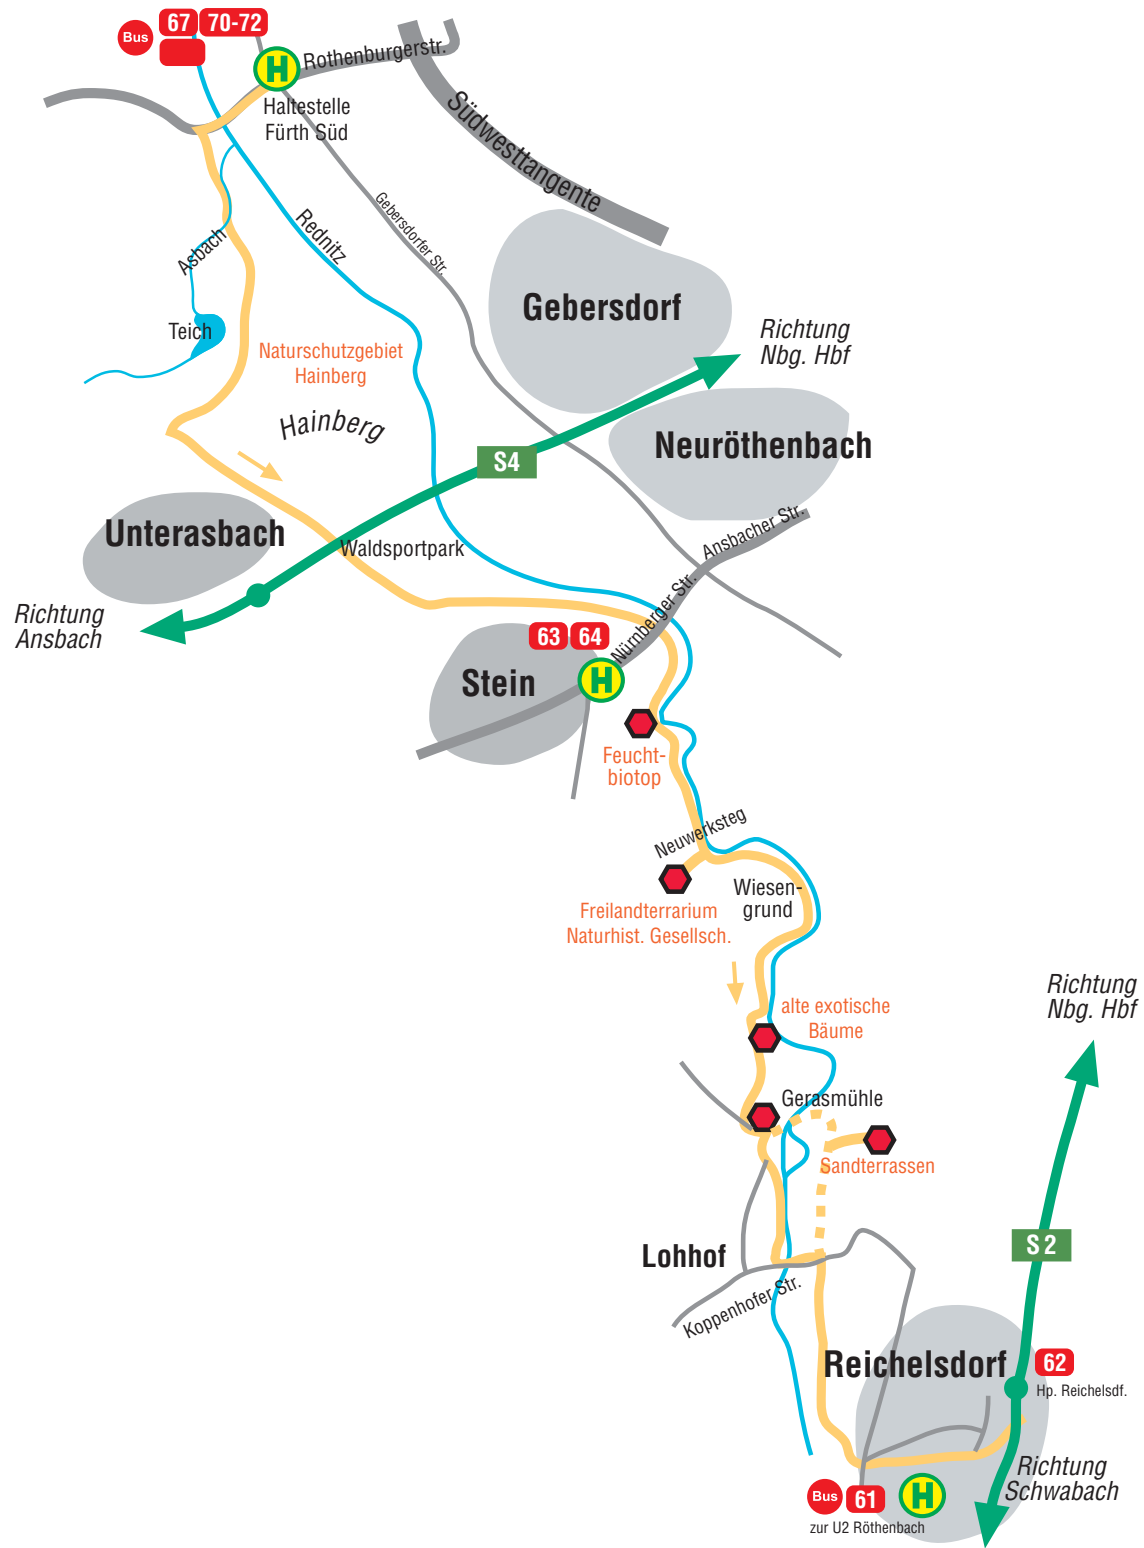 Bus
67
70-72
Rothenburgerstr.
Haltestelle
Fürth Süd
Südwesttangente
Gebersdorfer Str.
Rednitz
Asbach
Teich
Gebersdorf
Richtung
Nbg. Hbf
Naturschutzgebiet
Hainberg
Hainberg
Neuröthenbach
S4
Unterasbach
Waldsportpark
Ansbacher Str.
Richtung
Ansbach
63
64
Nürnberger Str.
Stein
Feucht-
biotop
Neuwerksteg
Wiesen-
grund
Freilandterrarium
Naturhist. Gesellsch.
Richtung
Nbg. Hbf
alte exotische
Bäume
Gerasmühle
Sandterrassen
Lohhof
S 2
Koppenhofer Str.
Reichelsdorf
62
Hp. Reichelsdf.
Richtung
Schwabach
Bus
61
zur U2 Röthenbach
H
H
H